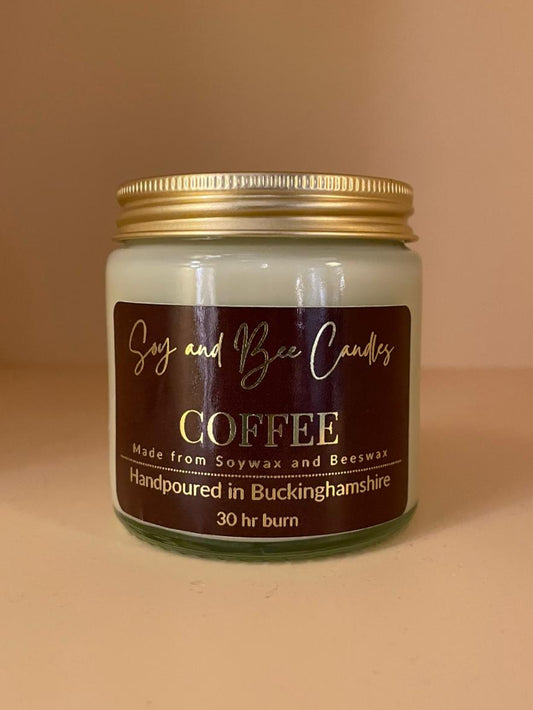 Soy and Bee Candles
COFFEE
Made from Soywax and Beeswax
Handpoured in Buckinghamshire
30 hr burn